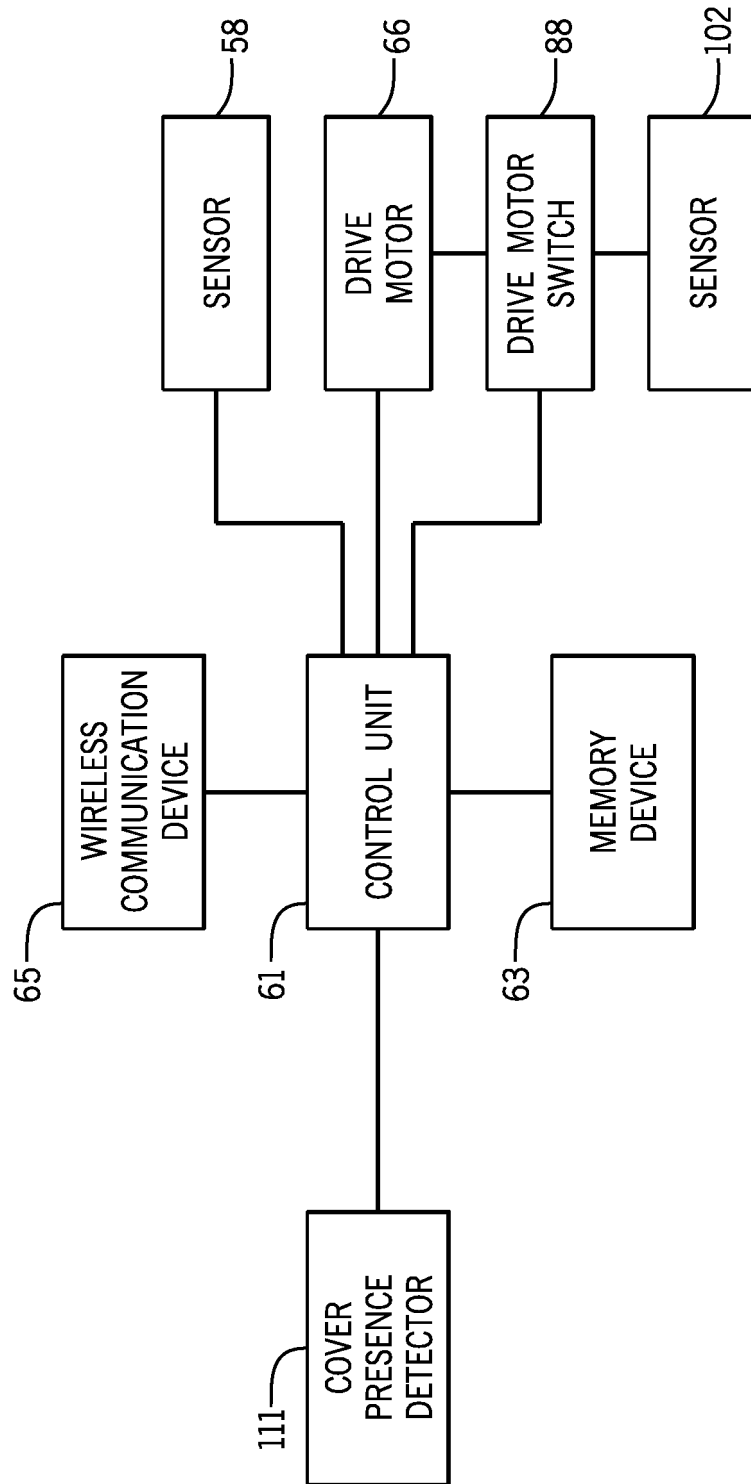 65
WIRELESS
COMMUNICATION
DEVICE
SENSOR
58
111
COVER
PRESENCE
DETECTOR
61
CONTROL UNIT
DRIVE
MOTOR
66
63
MEMORY
DEVICE
DRIVE MOTOR
SWITCH
88
SENSOR
102